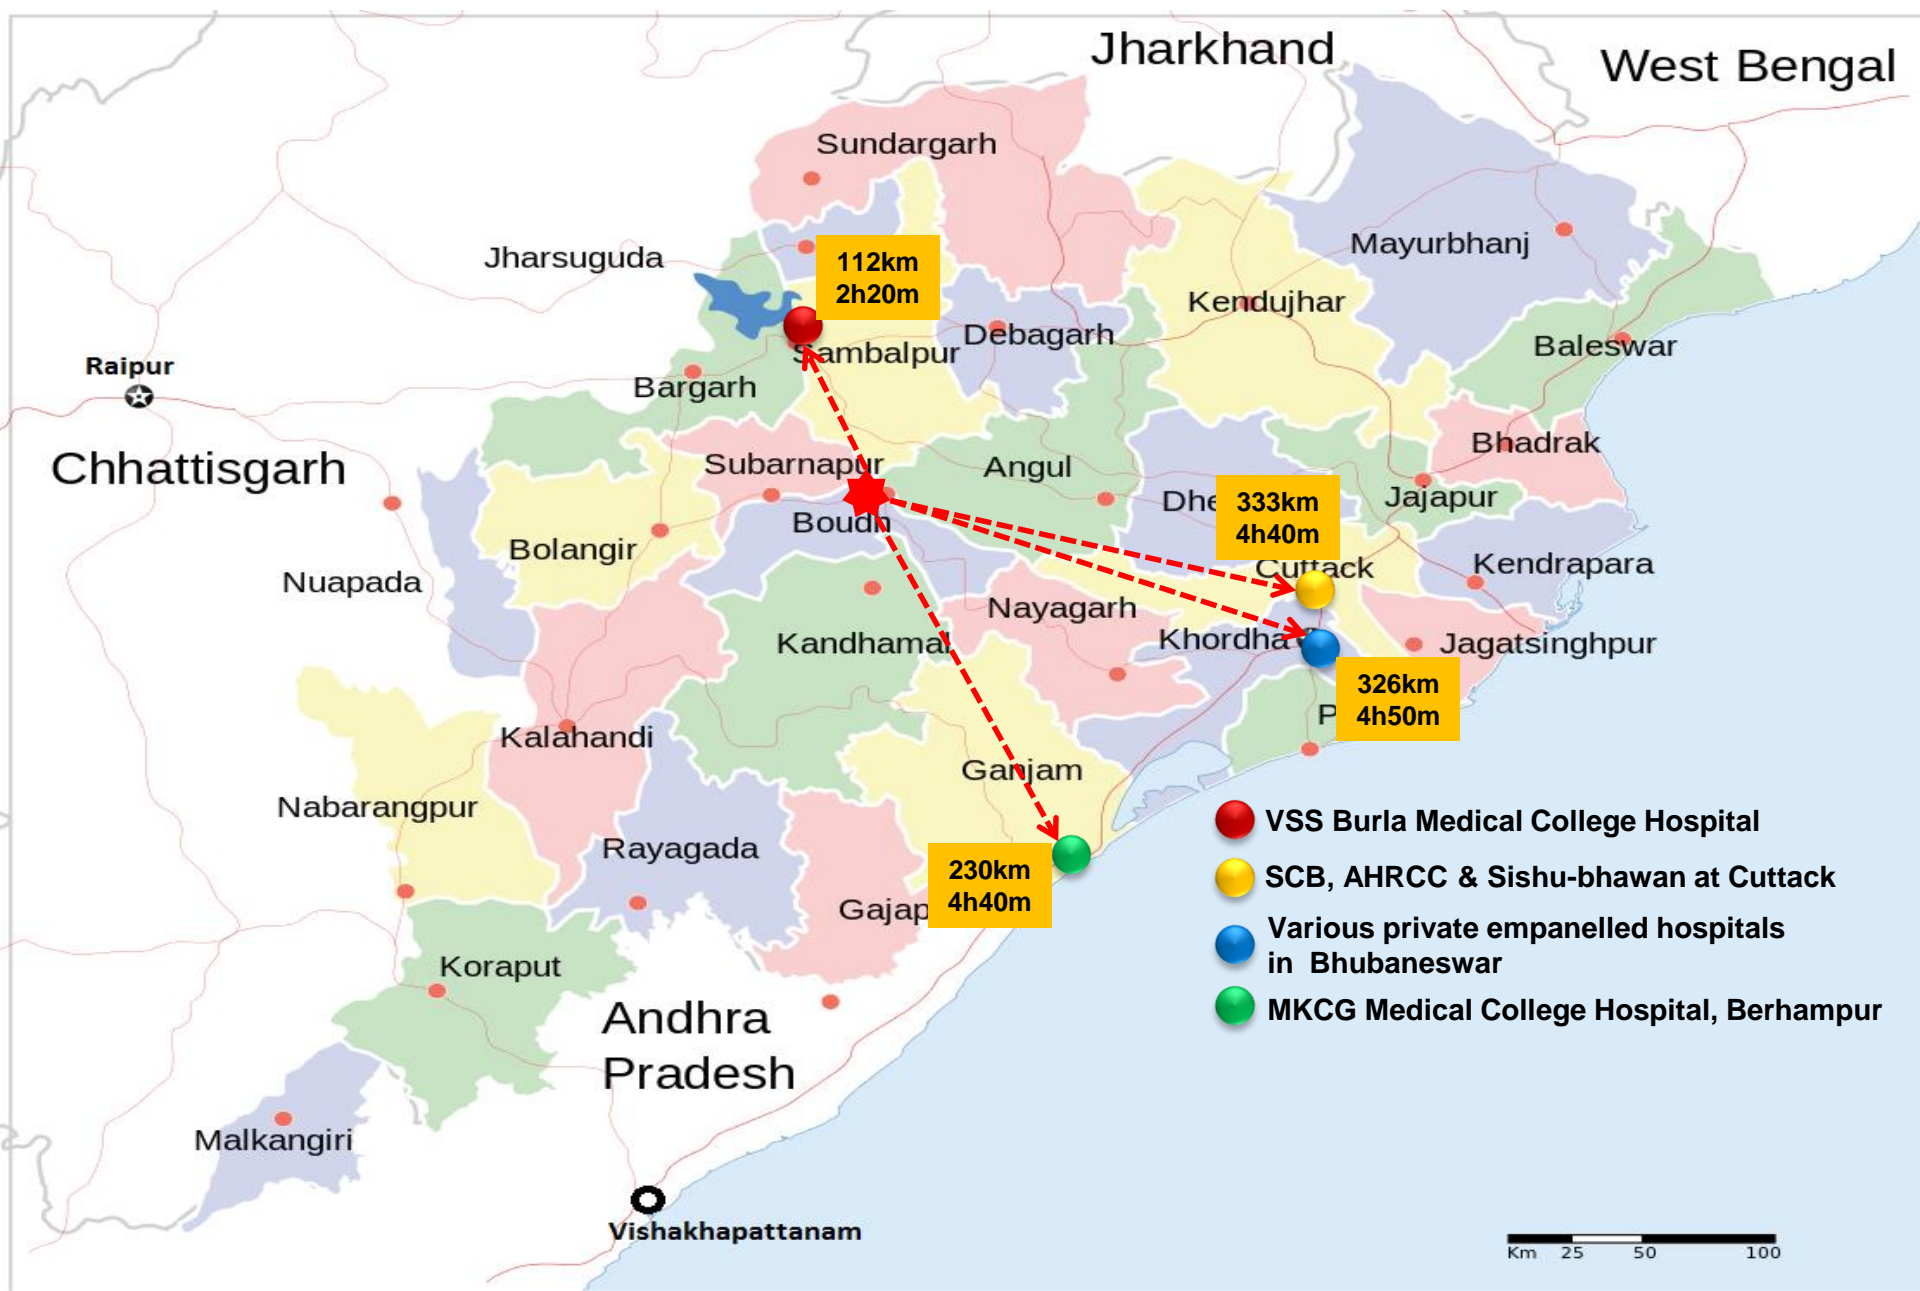 Jharkhand
West Bengal
Sundargarh
Jharsuguda
112km
2h20m
Mayurbhanj
Kendujhar
Debagarh
Sambalpur
Baleswar
Raipur
Bargarh
Chhattisgarh
Subarnapur
Angul
Bhadrak
Dhe
333km
4h40m
Jajapur
Boudh
Bolangir
Cuttack
Kendrapara
Nuapada
Nayagarh
Kandhamal
Khordha
Jagatsinghpur
326km
4h50m
P
Kalahandi
Ganjam
Nabarangpur
Rayagada
230km
4h40m
Gajap
VSS Burla Medical College Hospital
SCB, AHRCC & Sishu-bhawan at Cuttack
Various private empanelled hospitals
in Bhubaneswar
MKCG Medical College Hospital, Berhampur
Koraput
Andhra
Pradesh
Malkangiri
Vishakhapattanam
Km 25 50 100